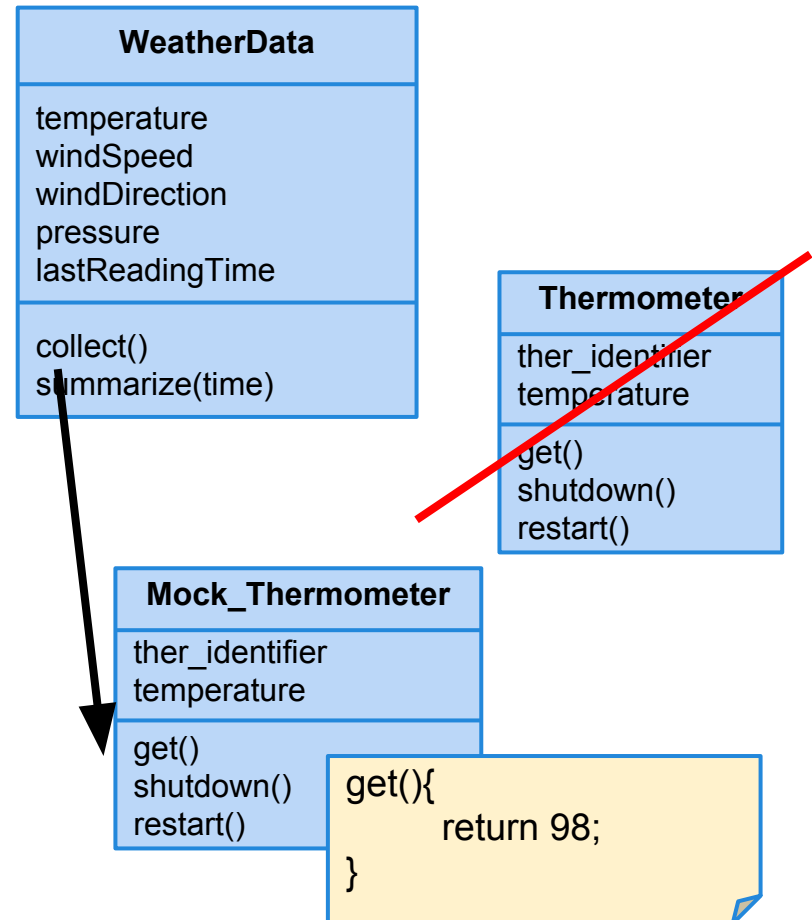 WeatherData
temperature
windSpeed
windDirection
pressure
lastReadingTime
collect()
summarize(time)
Thermometer
ther_identifier
temperature
get()
shutdown()
restart()
Mock_Thermometer
ther_identifier
temperature
get()
shutdown()
restart()
get(){
return 98;
}